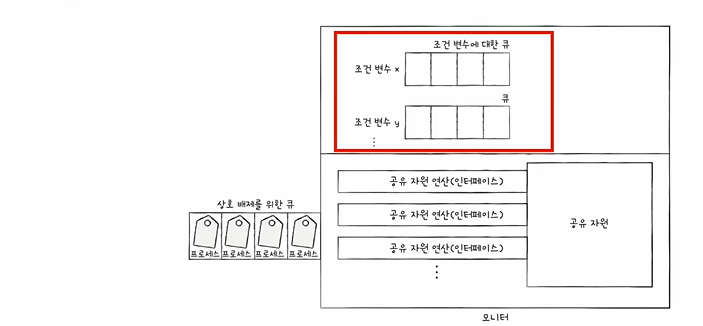 조건 변수에 대한 큐
조건 변수 x
큐
조건 변수 y
공유 자원 연산(인터페이스)
공유 자원 연산(인터페이스)
공유 자원 연산(인터페이스)
공유 자원
상호 배제를 위한 큐
프로세스 프로세스 프로세스 프로세스
모니터